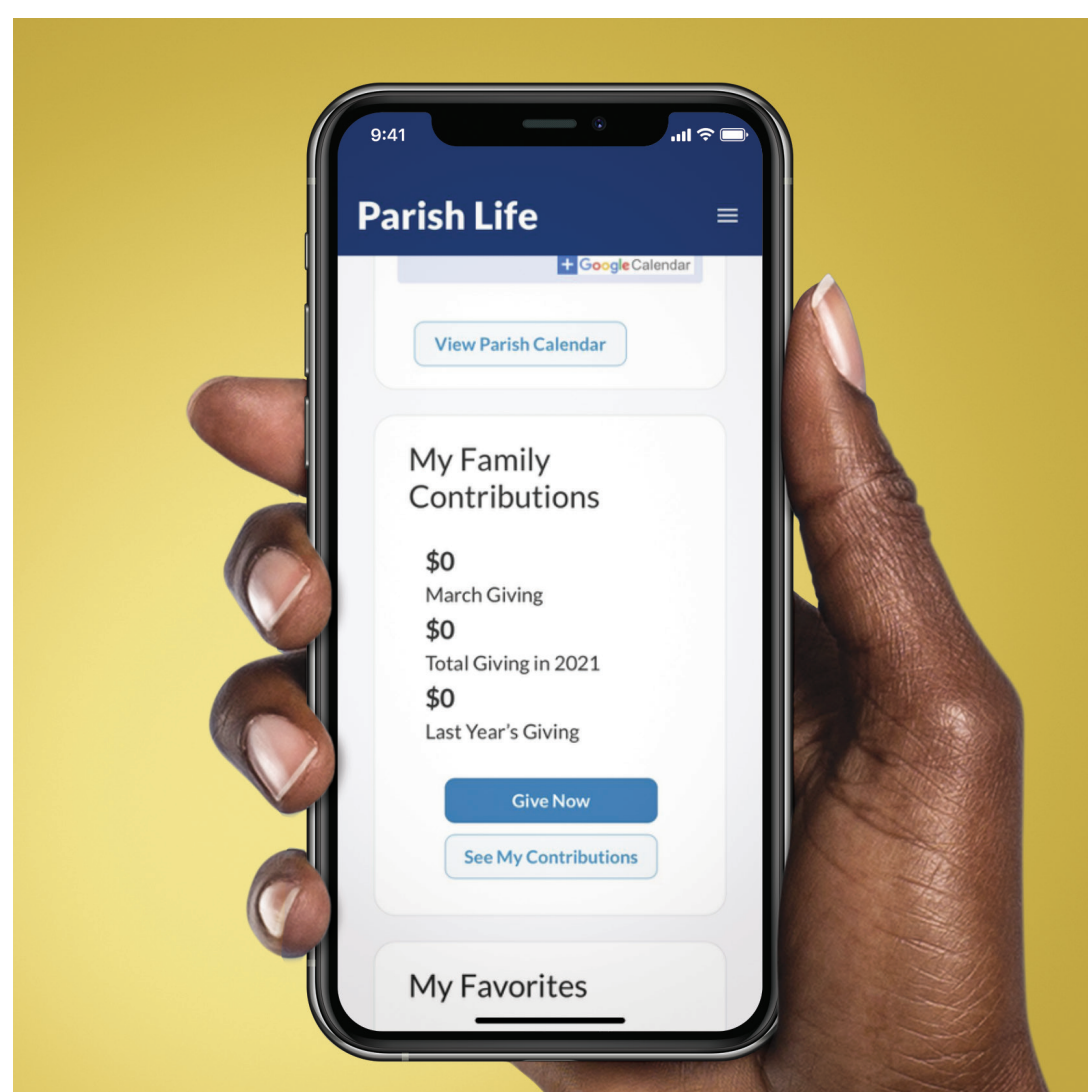 9:41
Parish Life
+ Google Calendar
View Parish Calendar
My Family
Contributions
$0
March Giving
$0
Total Giving in 2021
$0
Last Year's Giving
Give Now
See My Contributions
My Favorites